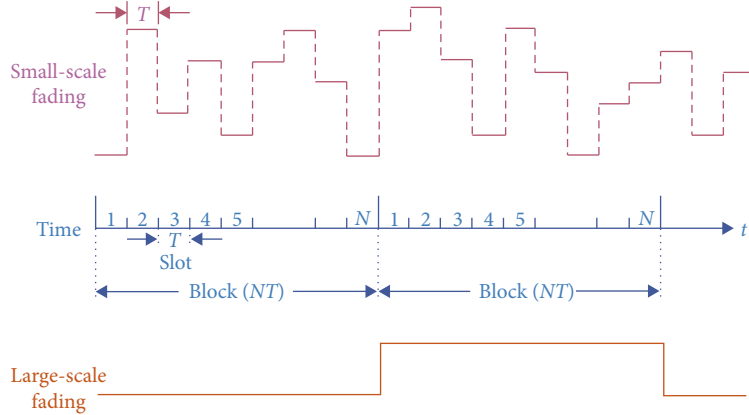 T
Small-scale
fading
1 2 3 4 5 N 1 2 3 4 5 N
Time
t
T
Slot
Block (NT) Block (NT)
Large-scale
fading